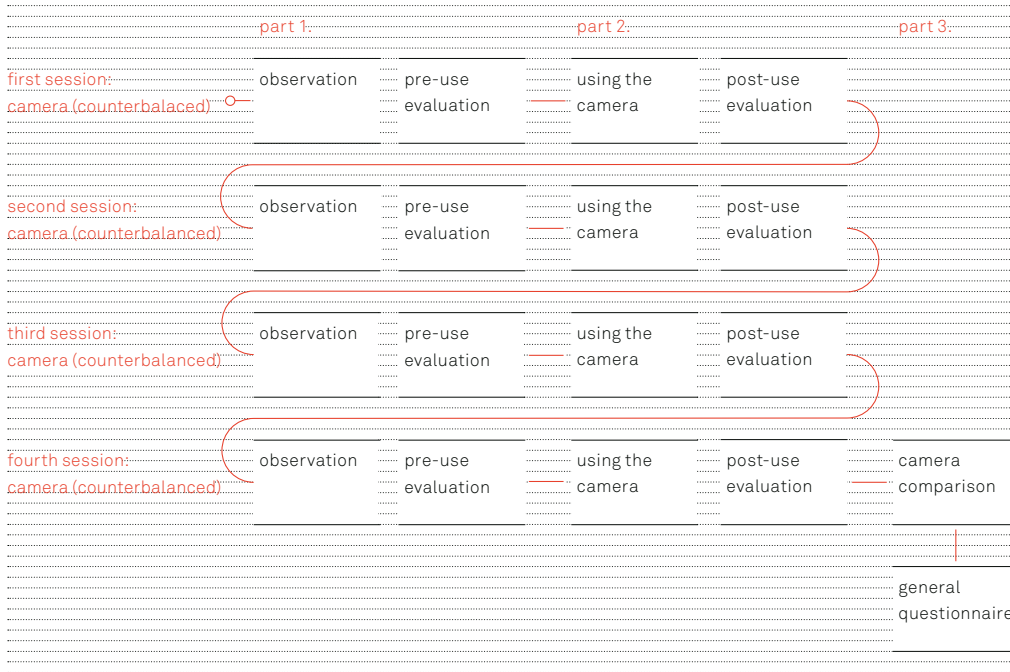 part 1.
part 2.
part 3.
first session:
camera (counterbalaced)
observation
pre-use
evaluation
using the
camera
post-use
evaluation
second session:
camera (counterbalanced)
observation
pre-use
evaluation
using the
camera
post-use
evaluation
third session:
camera (counterbalanced)
observation
pre-use
evaluation
using the
camera
post-use
evaluation
fourth session:
camera (counterbalanced)
observation
pre-use
evaluation
using the
camera
post-use
evaluation
camera
comparison
general
questionnaire